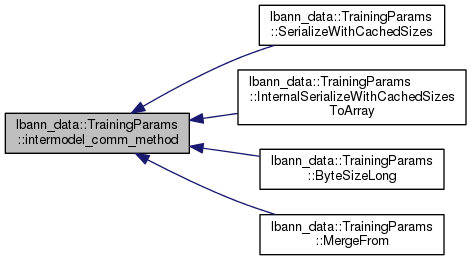 lbann_data::TrainingParams
::intermodel_comm_method
lbann_data::TrainingParams
::SerializeWithCachedSizes
lbann_data::TrainingParams
::InternalSerializeWithCachedSizes
ToArray
lbann_data::TrainingParams
::ByteSizeLong
lbann_data::TrainingParams
::MergeFrom